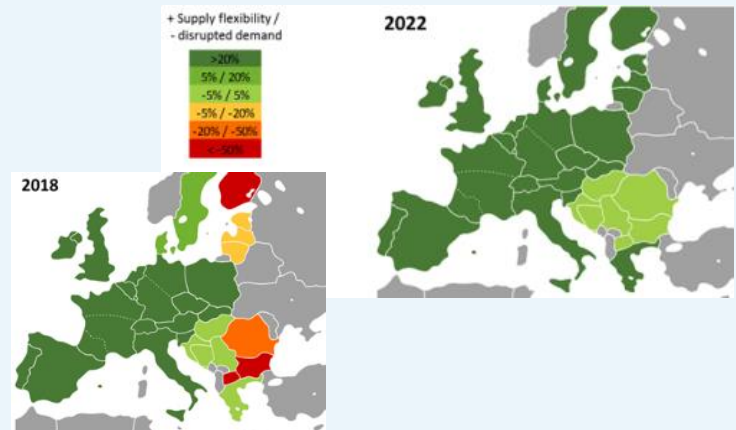 + Supply flexibility /
- disrupted demand
>20%
5% / 20%
-5% / 5%
-5% / -20%
-20% / -50%
< -50%
2022
2018